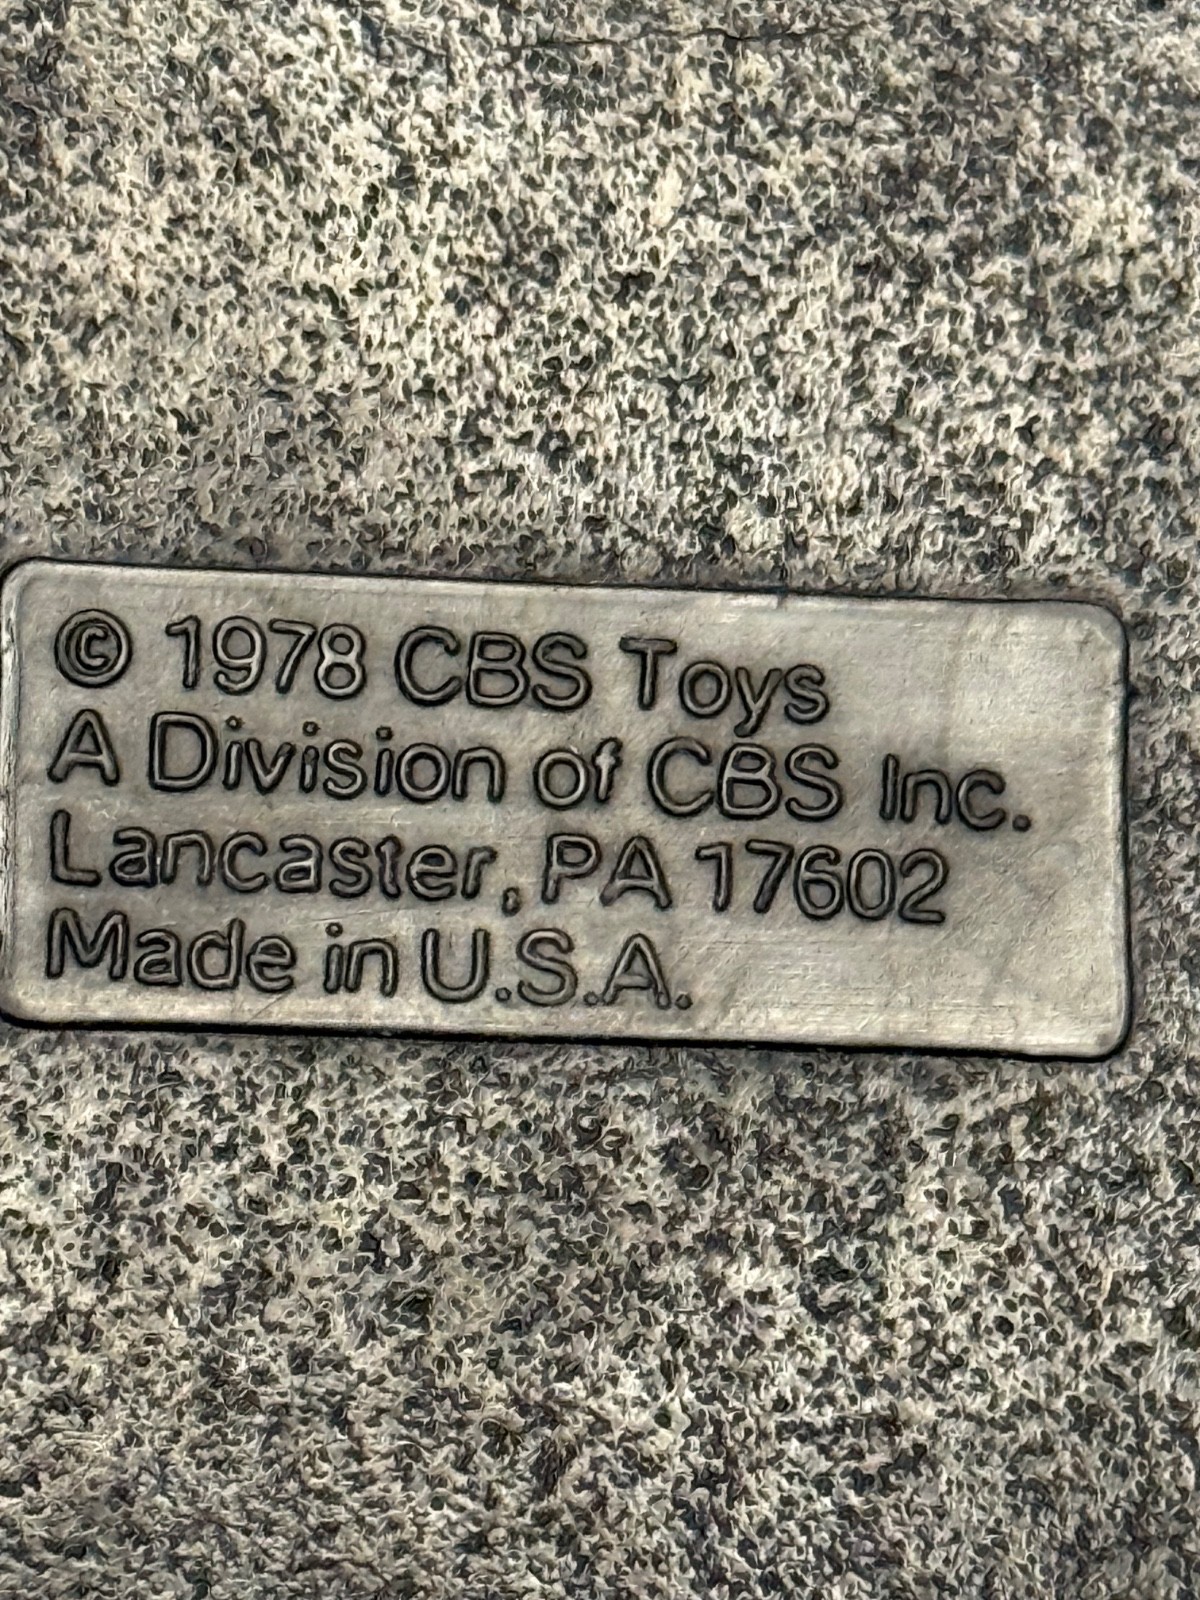 © 1978 CBS Toys
A Division of CBS Inc.
Lancaster, PA 17602
Made in U.S.A.